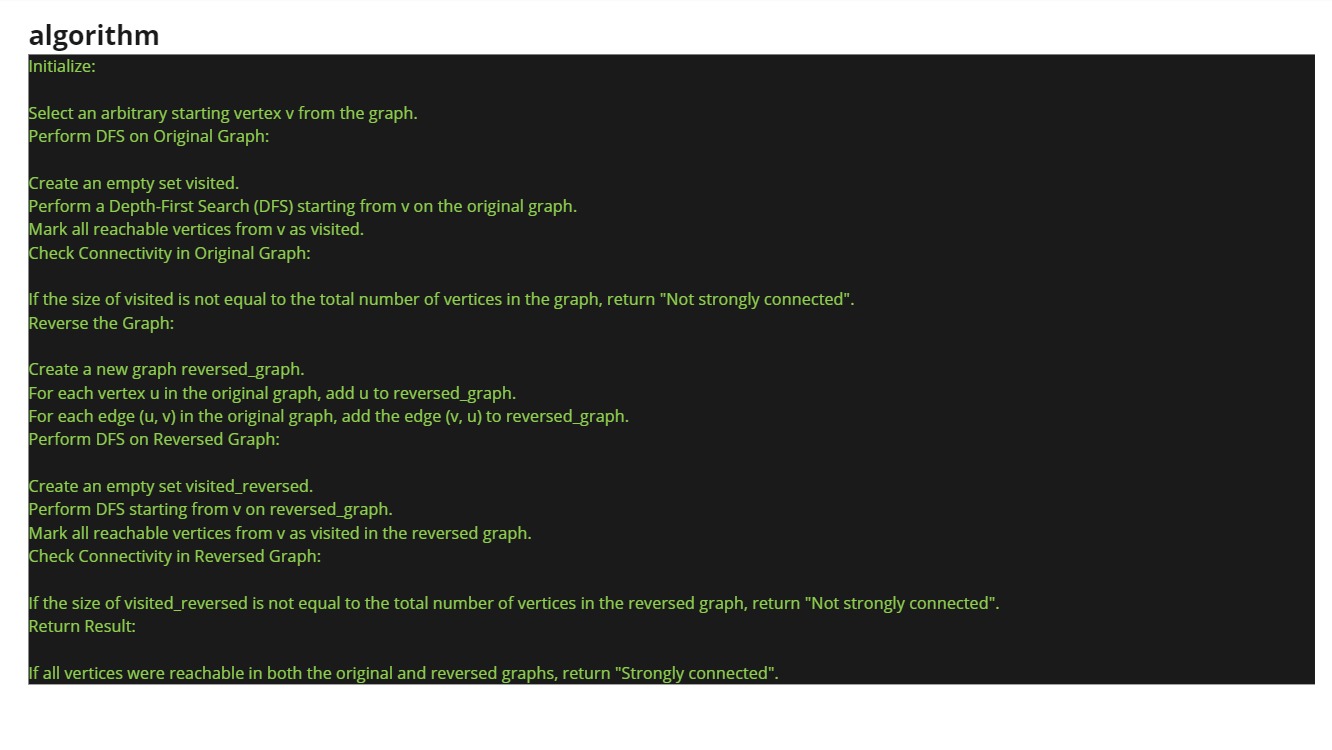 algorithm
Initialize:
Select an arbitrary starting vertex v from the graph.
Perform DFS on Original Graph:
Create an empty set visited.
Perform a Depth-First Search (DFS) starting from v on the original graph.
Mark all reachable vertices from v as visited.
Check Connectivity in Original Graph:
If the size of visited is not equal to the total number of vertices in the graph, return "Not strongly connected".
Reverse the Graph:
Create a new graph reversed_graph.
For each vertex u in the original graph, add u to reversed_graph.
For each edge (u, v) in the original graph, add the edge (v, u) to reversed_graph.
Perform DFS on Reversed Graph:
Create an empty set visited_reversed.
Perform DFS starting from v on reversed_graph.
Mark all reachable vertices from v as visited in the reversed graph.
Check Connectivity in Reversed Graph:
If the size of visited_reversed is not equal to the total number of vertices in the reversed graph, return "Not strongly connected".
Return Result:
If all vertices were reachable in both the original and reversed graphs, return "Strongly connected".